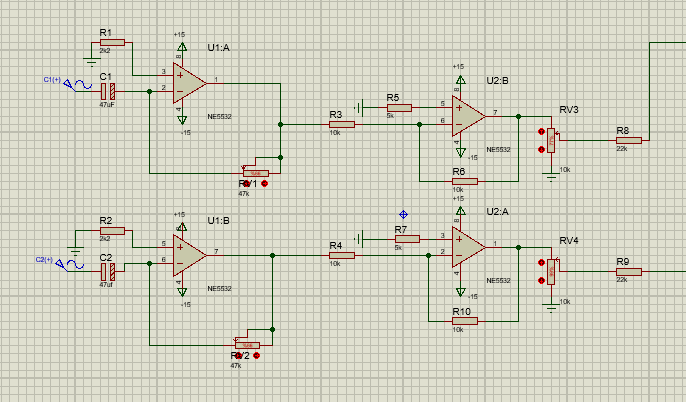 R1
2k2
+15
U1:A
C1(+)
C1
47uF
3
2
8
4
1
-15
NE5532
RV1
47k
R3
10k
R5
5k
+15
U2:B
5
6
8
4
7
-15
NE5532
R6
10k
RV3
10k
R8
22k
R2
2k2
+15
U1:B
C2(+)
C2
47uf
5
6
8
4
7
-15
NE5532
RV2
47k
R4
10k
R7
5k
+15
U2:A
3
2
8
4
1
-15
NE5532
R10
10k
RV4
10k
R9
22k